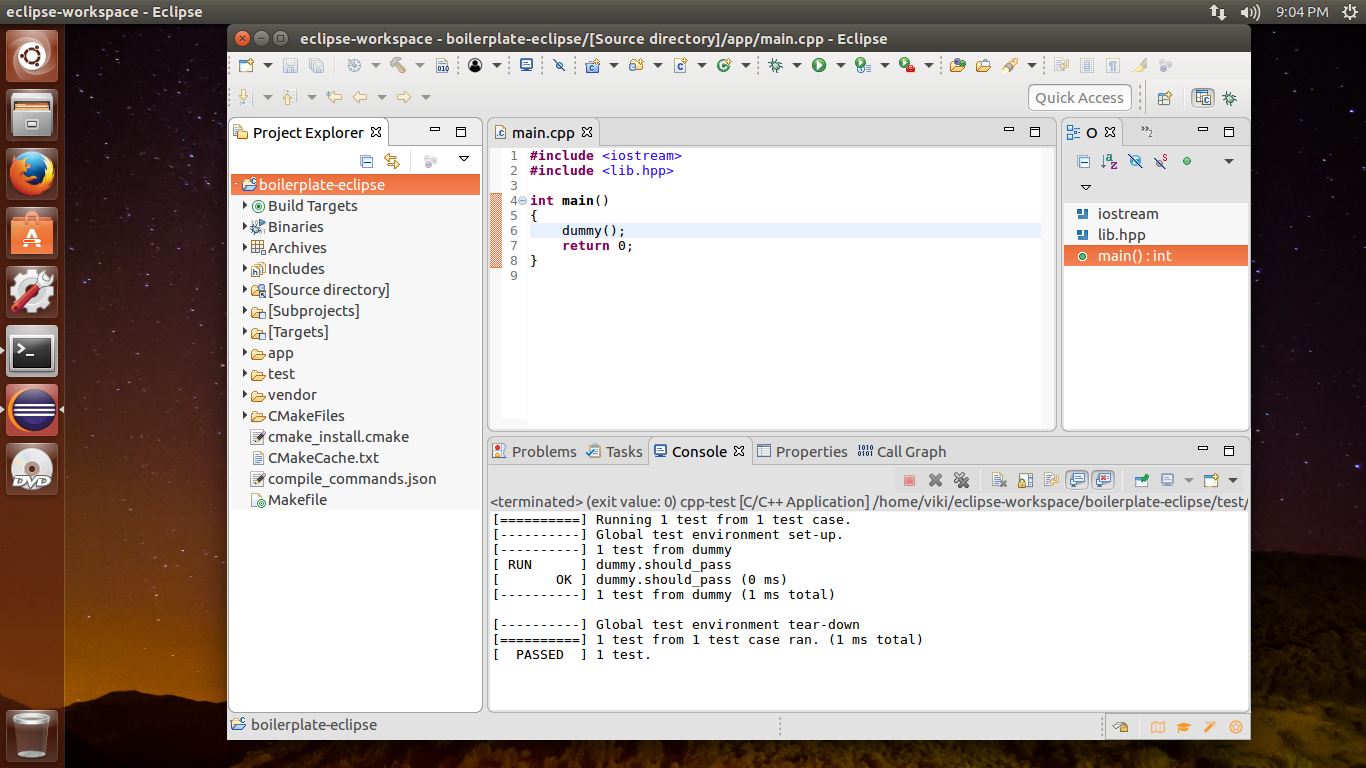 eclipse-workspace - Eclipse
9:04 PM
eclipse-workspace - boilerplate-eclipse/[Source directory]/app/main.cpp - Eclipse
010
Quick Access
Project Explorer
boilerplate-eclipse
Build Targets
Binaries
Archives
Includes
[Source directory]
[Subprojects]
[Targets]
app
test
vendor
CMakeFiles
cmake_install.cmake
CMakeCache.txt
compile_commands.json
Makefile
main.cpp
1 #include <iostream>
2 #include <lib.hpp>
3
4 int main()
5 {
6     dummy();
7     return 0;
8 }
9
O
»2
iostream
lib.hpp
main() : int
Problems
Tasks
Console
Properties
Call Graph
<terminated> (exit value: 0) cpp-test [C/C++ Application] /home/viki/eclipse-workspace/boilerplate-eclipse/test/
[==========] Running 1 test from 1 test case.
[----------] Global test environment set-up.
[----------] 1 test from dummy
[ RUN      ] dummy.should_pass
[       OK ] dummy.should_pass (0 ms)
[----------] 1 test from dummy (1 ms total)
[----------] Global test environment tear-down
[==========] 1 test from 1 test case ran. (1 ms total)
[  PASSED  ] 1 test.
boilerplate-eclipse
DVD